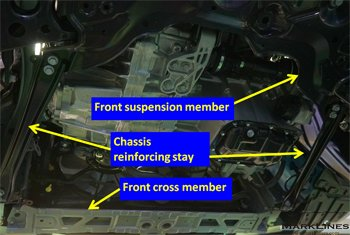 Front suspension member
Chassis
reinforcing stay
Front cross member
MARKLINES